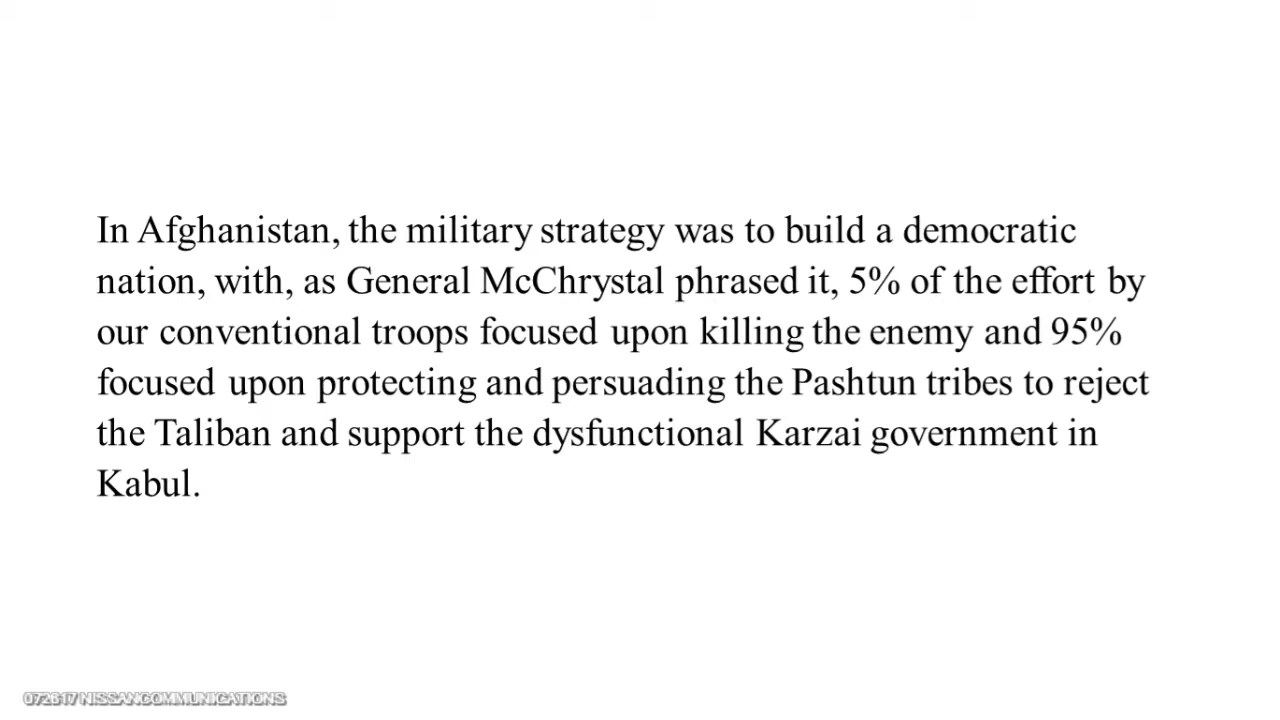 In Afghanistan, the military strategy was to build a democratic
nation, with, as General McChrystal phrased it, 5% of the effort by
our conventional troops focused upon killing the enemy and 95%
focused upon protecting and persuading the Pashtun tribes to reject
the Taliban and support the dysfunctional Karzai government in
Kabul.
072617 NISSANCOMMUNICATIONS